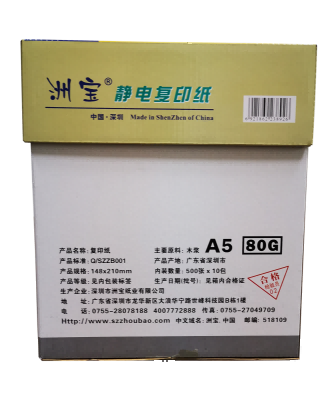 洲宝® 静电复印纸
中国·深圳 Made in ShenZhen of China
产品名称:复印纸 主要原料:木浆 A5 80G
产品标准:Q/SZZB001 产品产地:广东省深圳市
产品规格:148x210mm 内装数量:500张x10包
产品等级:见内包装标签 生产日期(批号):见箱内合格证
生产企业:深圳市洲宝纸业有限公司
地址:广东省深圳市龙华新区大浪华宁路世峰科技园B栋1楼
电话:0755-28078188 4007772888 传真:0755-27049709
Http://www.szzhoubao.com 中文域名:洲宝.中国 邮编:518109
合格
02